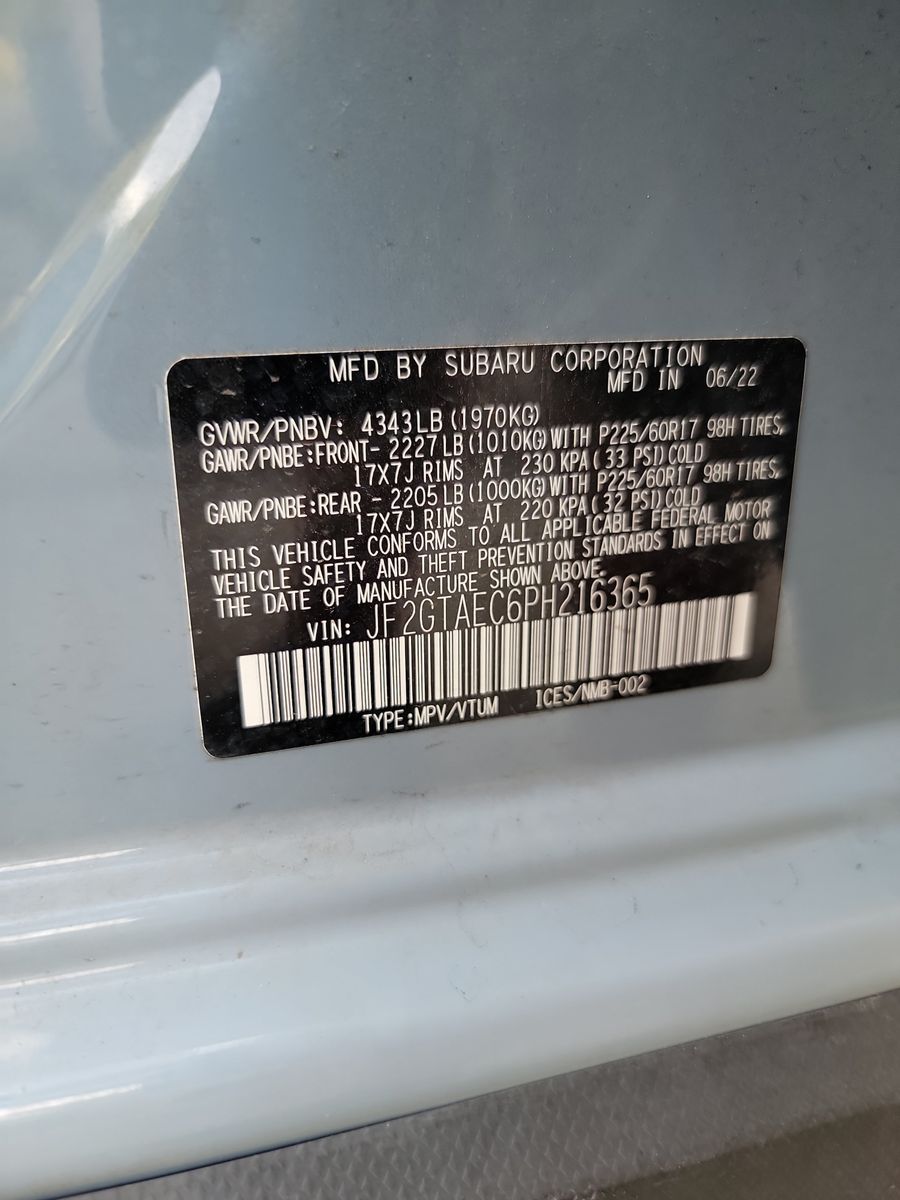 MFD BY SUBARU CORPORATION
MFD IN 06/22
GVWR/PNBV: 4343LB (1970KG)
GAWR/PNBE:FRONT- 2227LB (1010KG)WITH P225/60R17 98H TIRES,
17X7J RIMS AT 230 KPA( 33 PSI)COLD
GAWR/PNBE:REAR - 2205LB (1000KG)WITH P225/60R17 98H TIRES,
17X7J RIMS AT 220 KPA( 32 PSI)COLD
THIS VEHICLE CONFORMS TO ALL APPLICABLE FEDERAL MOTOR
VEHICLE SAFETY AND THEFT PREVENTION STANDARDS IN EFFECT ON
THE DATE OF MANUFACTURE SHOWN ABOVE.
VIN: JF2GTAEC6PH216365
TYPE:MPV/VTUM ICES/NMB-002